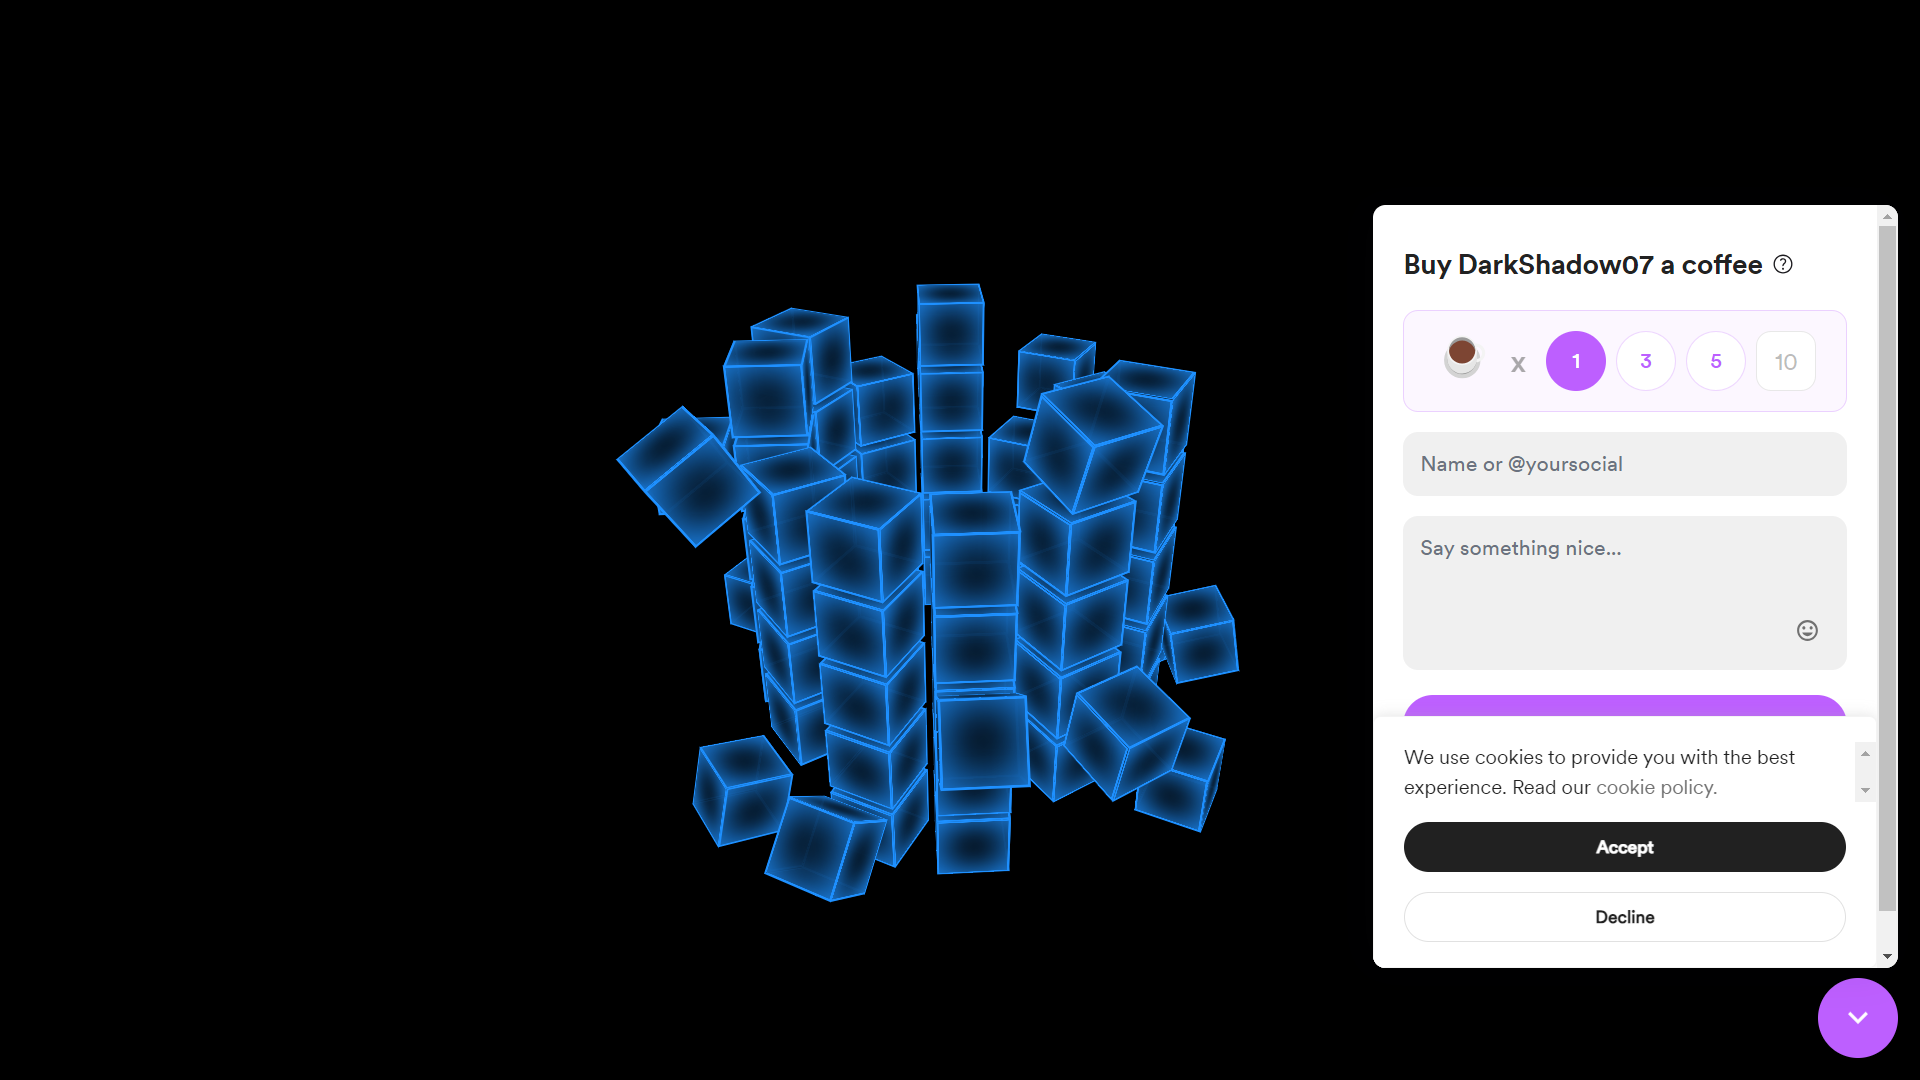 Buy DarkShadow07 a coffee
x 1 3 5 10
Name or @yoursocial
Say something nice...
We use cookies to provide you with the best
experience. Read our cookie policy.
Accept
Decline